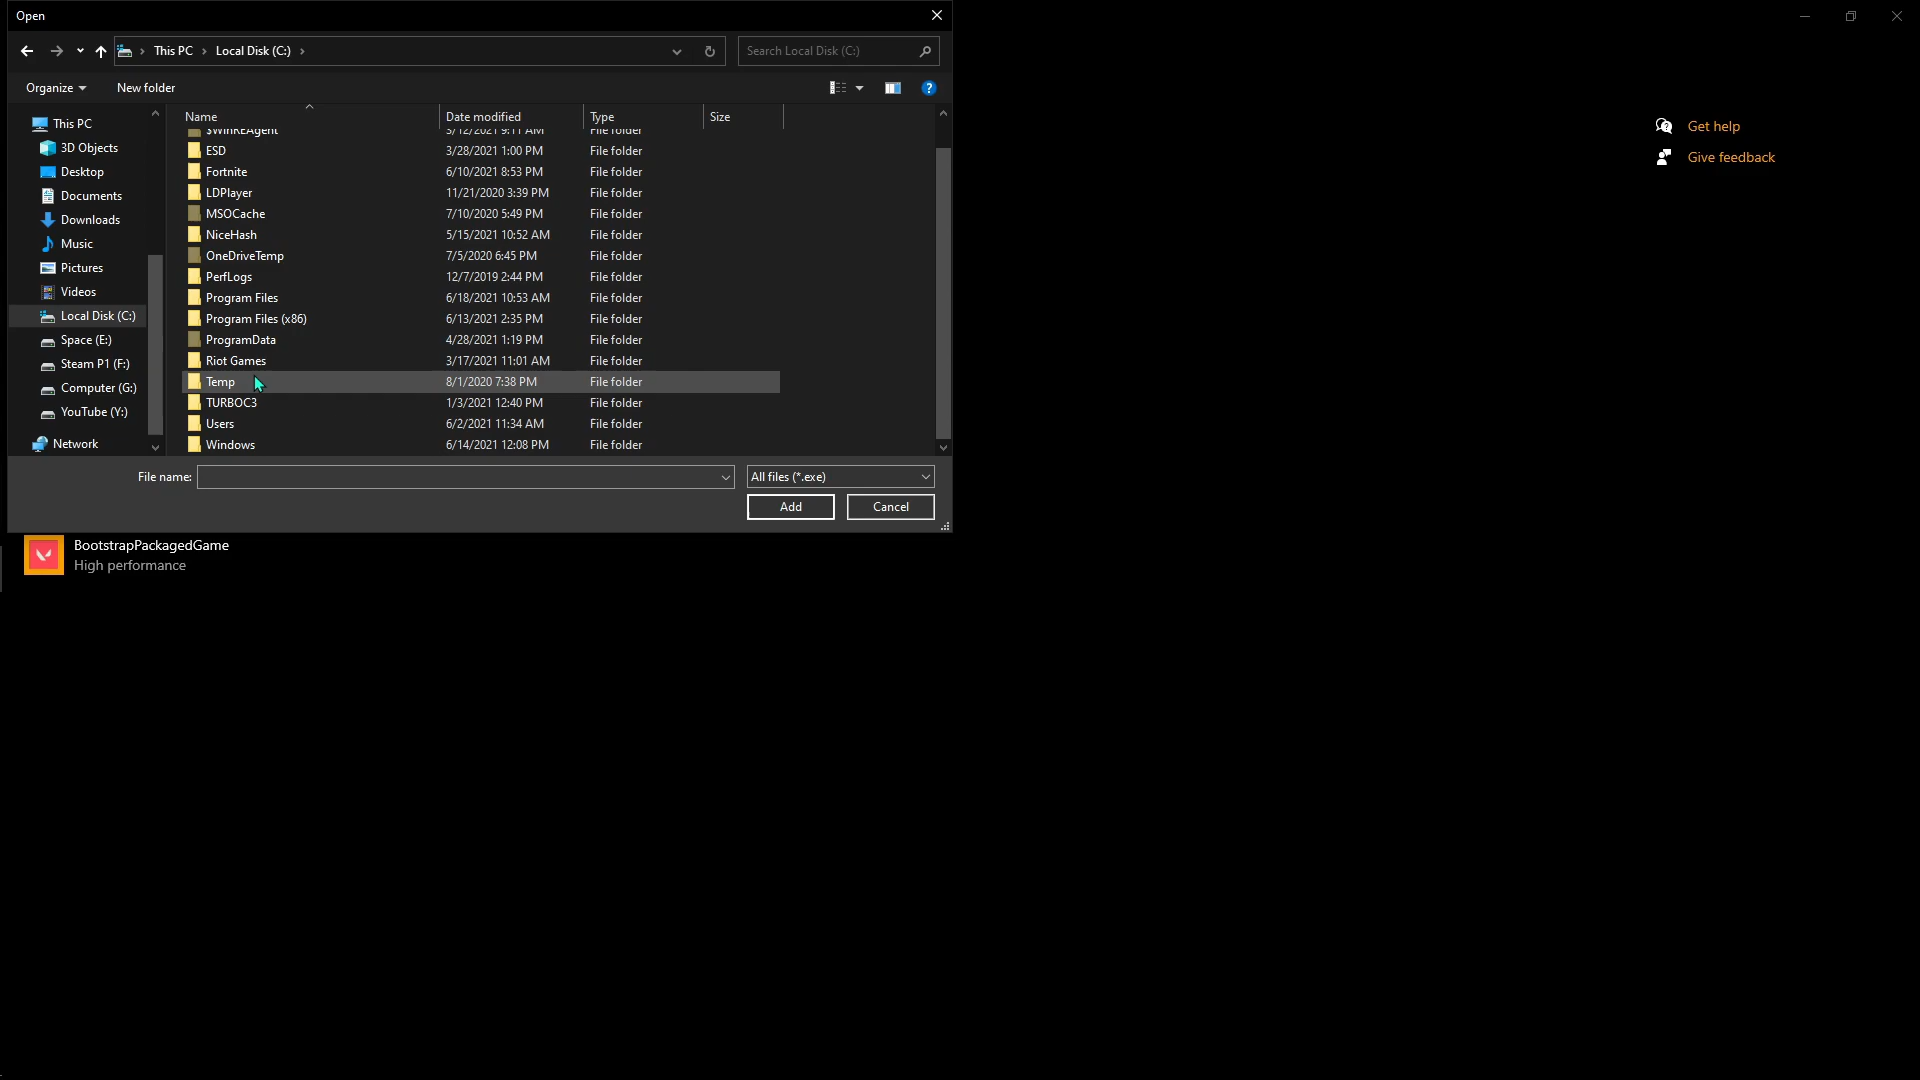 Open
This PC > Local Disk (C:) >
Search Local Disk (C:)
Organize
New folder
Name
Date modified
Type
Size
This PC
3D Objects
Desktop
Documents
Downloads
Music
Pictures
Videos
Local Disk (C:)
Space (E:)
Steam P1 (F:)
Computer (G:)
YouTube (Y:)
Network
$WinREAgent 3/12/2021 9:11 AM File folder
ESD 3/28/2021 1:00 PM File folder
Fortnite 6/10/2021 8:53 PM File folder
LDPlayer 11/21/2020 3:39 PM File folder
MSOCache 7/10/2020 5:49 PM File folder
NiceHash 5/15/2021 10:52 AM File folder
OneDriveTemp 7/5/2020 6:45 PM File folder
PerfLogs 12/7/2019 2:44 PM File folder
Program Files 6/18/2021 10:53 AM File folder
Program Files (x86) 6/13/2021 2:35 PM File folder
ProgramData 4/28/2021 1:19 PM File folder
Riot Games 3/17/2021 11:01 AM File folder
Temp 8/1/2020 7:38 PM File folder
TURBOC3 1/3/2021 12:40 PM File folder
Users 6/2/2021 11:34 AM File folder
Windows 6/14/2021 12:08 PM File folder
File name:
All files (*.exe)
Add
Cancel
BootstrapPackagedGame
High performance
Get help
Give feedback